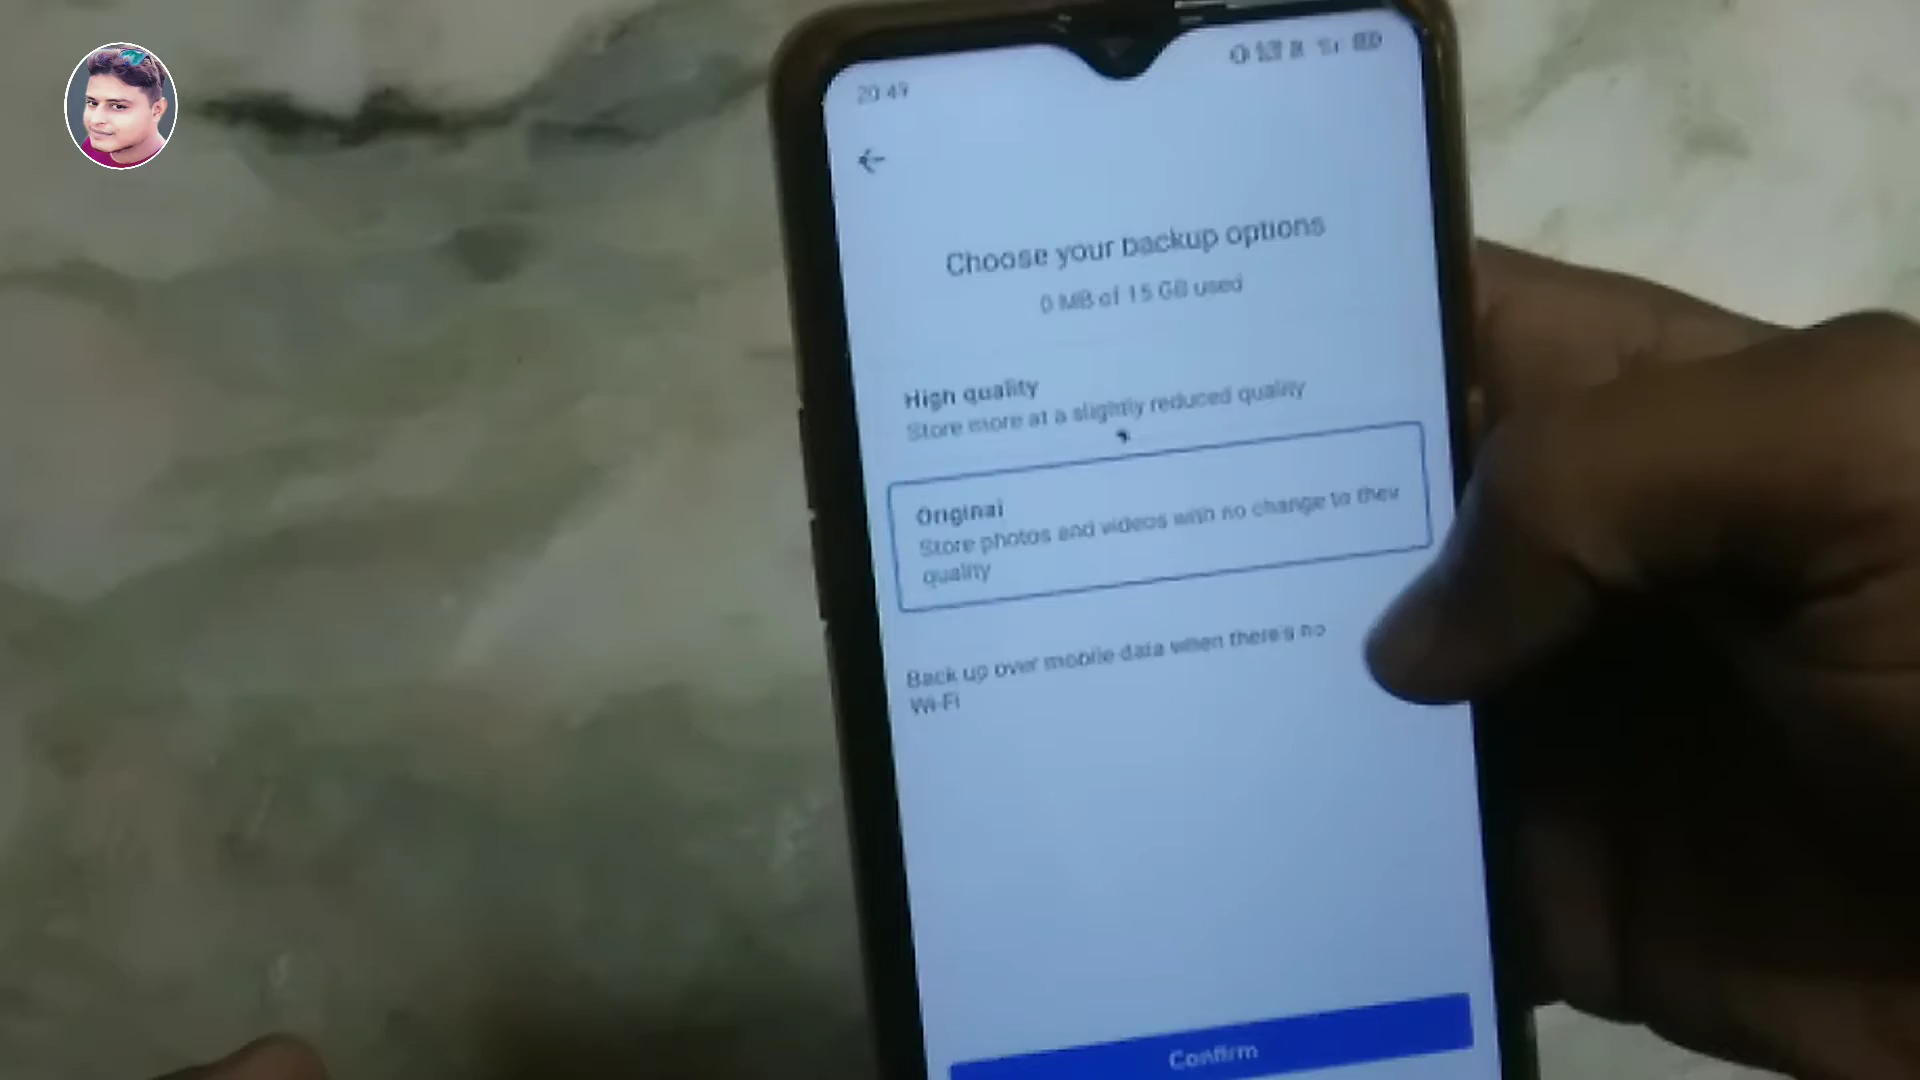 20:49
Choose your backup options
0 MB of 15 GB used
High quality
Store more at a slightly reduced quality
Original
Store photos and videos with no change to their
quality
Back up over mobile data when there's no
Wi-Fi
Confirm